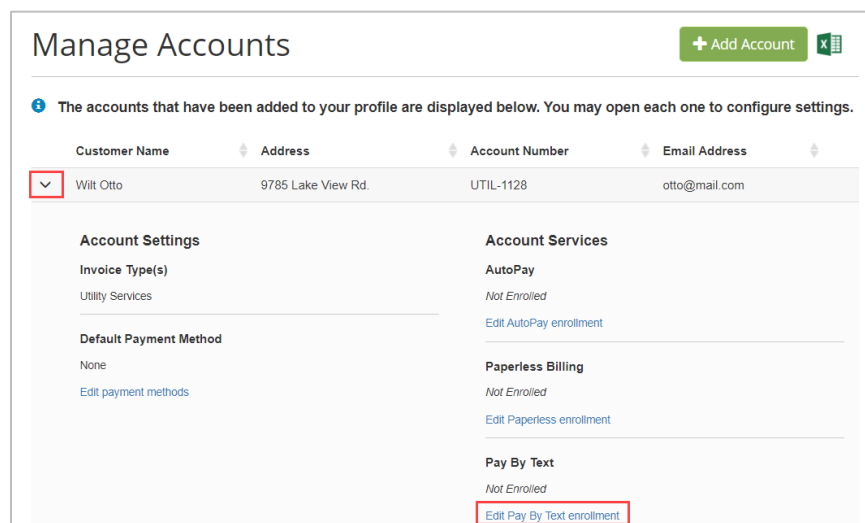 Manage Accounts
+ Add Account
The accounts that have been added to your profile are displayed below. You may open each one to configure settings.
Customer Name Address Account Number Email Address
Wilt Otto 9785 Lake View Rd. UTIL-1128 otto@mail.com
Account Settings
Invoice Type(s)
Utility Services
Default Payment Method
None
Edit payment methods
Account Services
AutoPay
Not Enrolled
Edit AutoPay enrollment
Paperless Billing
Not Enrolled
Edit Paperless enrollment
Pay By Text
Not Enrolled
Edit Pay By Text enrollment